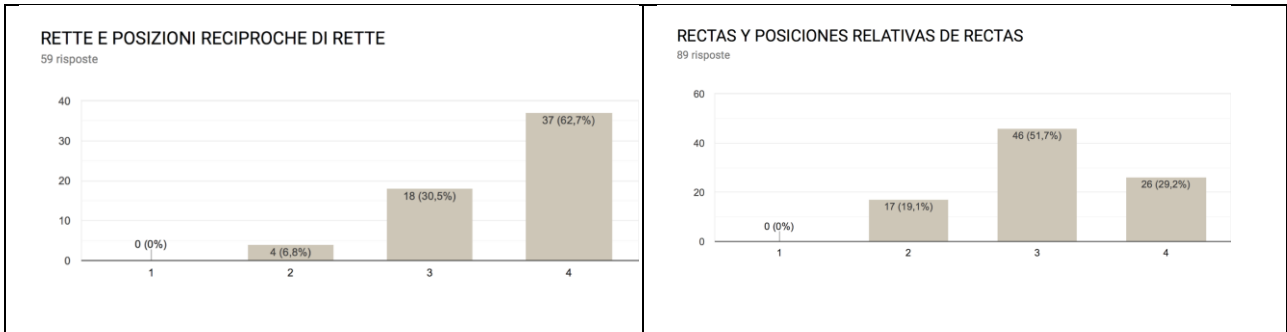 RETTE E POSIZIONI RECIPROCHE DI RETTE
59 risposte
40
30
20
10
0
0 (0%)
4 (6,8%)
18 (30,5%)
37 (62,7%)
1 2 3 4
RECTAS Y POSICIONES RELATIVAS DE RECTAS
89 risposte
60
40
20
0
0 (0%)
17 (19,1%)
46 (51,7%)
26 (29,2%)
1 2 3 4